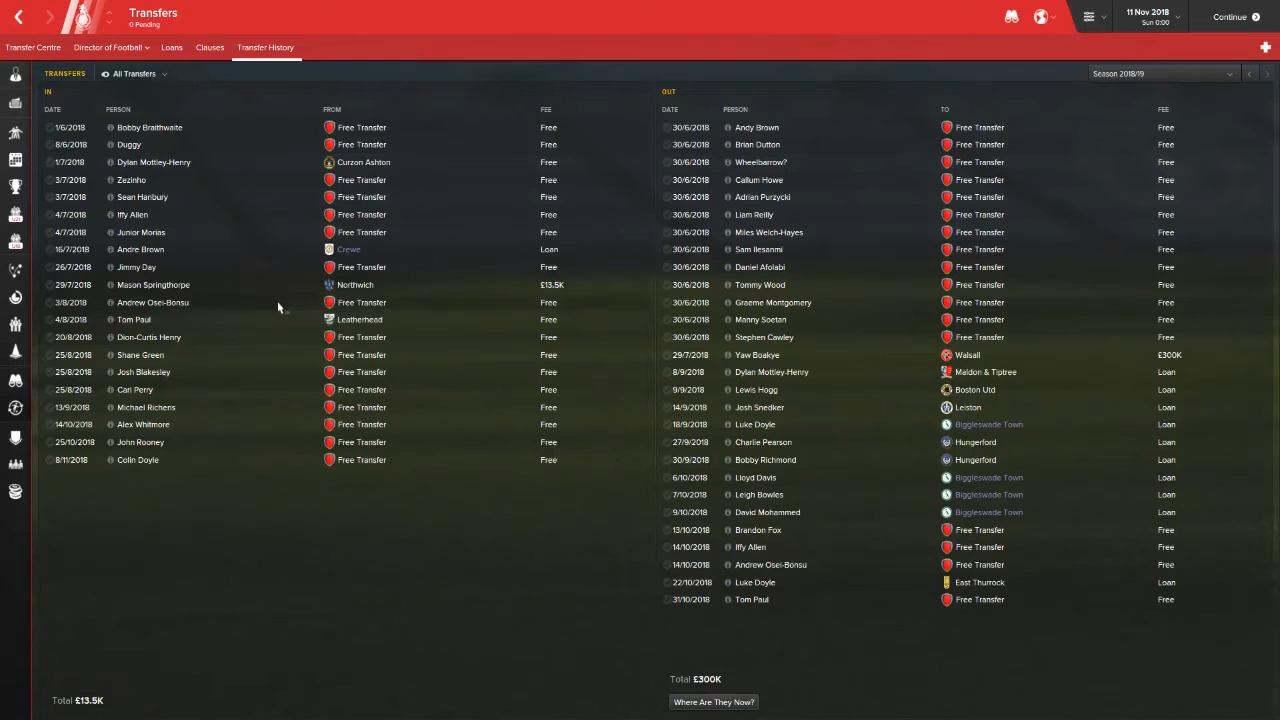 Transfers
0 Pending
11 Nov 2018
Sun 0:00
Continue
Transfer Centre Director of Football Loans Clauses Transfer History
TRANSFERS All Transfers Season 2018/19
IN
DATE PERSON FROM FEE
1/6/2018 Bobby Braithwaite Free Transfer Free
8/6/2018 Duggy Free Transfer Free
1/7/2018 Dylan Mottley-Henry Curzon Ashton Free
3/7/2018 Zezinho Free Transfer Free
3/7/2018 Sean Hanbury Free Transfer Free
4/7/2018 Iffy Allen Free Transfer Free
4/7/2018 Junior Morias Free Transfer Free
16/7/2018 Andre Brown Crewe Loan
26/7/2018 Jimmy Day Free Transfer Free
29/7/2018 Mason Springthorpe Northwich £13.5K
3/8/2018 Andrew Osei-Bonsu Free Transfer Free
4/8/2018 Tom Paul Leatherhead Free
20/8/2018 Dion-Curtis Henry Free Transfer Free
25/8/2018 Shane Green Free Transfer Free
25/8/2018 Josh Blakesley Free Transfer Free
25/8/2018 Carl Perry Free Transfer Free
13/9/2018 Michael Richens Free Transfer Free
14/10/2018 Alex Whitmore Free Transfer Free
25/10/2018 John Rooney Free Transfer Free
8/11/2018 Colin Doyle Free Transfer Free
Total £13.5K
OUT
DATE PERSON TO FEE
30/6/2018 Andy Brown Free Transfer Free
30/6/2018 Brian Dutton Free Transfer Free
30/6/2018 Wheelbarrow? Free Transfer Free
30/6/2018 Callum Howe Free Transfer Free
30/6/2018 Adrian Purzycki Free Transfer Free
30/6/2018 Liam Reilly Free Transfer Free
30/6/2018 Miles Welch-Hayes Free Transfer Free
30/6/2018 Sam Ilesanmi Free Transfer Free
30/6/2018 Daniel Afolabi Free Transfer Free
30/6/2018 Tommy Wood Free Transfer Free
30/6/2018 Graeme Montgomery Free Transfer Free
30/6/2018 Manny Soetan Free Transfer Free
30/6/2018 Stephen Cawley Free Transfer Free
29/7/2018 Yaw Boakye Walsall £300K
8/9/2018 Dylan Mottley-Henry Maldon & Tiptree Loan
9/9/2018 Lewis Hogg Boston Utd Loan
14/9/2018 Josh Snedker Leiston Loan
18/9/2018 Luke Doyle Biggleswade Town Loan
27/9/2018 Charlie Pearson Hungerford Loan
30/9/2018 Bobby Richmond Hungerford Loan
6/10/2018 Lloyd Davis Biggleswade Town Loan
7/10/2018 Leigh Bowles Biggleswade Town Loan
9/10/2018 David Mohammed Biggleswade Town Loan
13/10/2018 Brandon Fox Free Transfer Free
14/10/2018 Iffy Allen Free Transfer Free
14/10/2018 Andrew Osei-Bonsu Free Transfer Free
22/10/2018 Luke Doyle East Thurrock Loan
31/10/2018 Tom Paul Free Transfer Free
Total £300K
Where Are They Now?